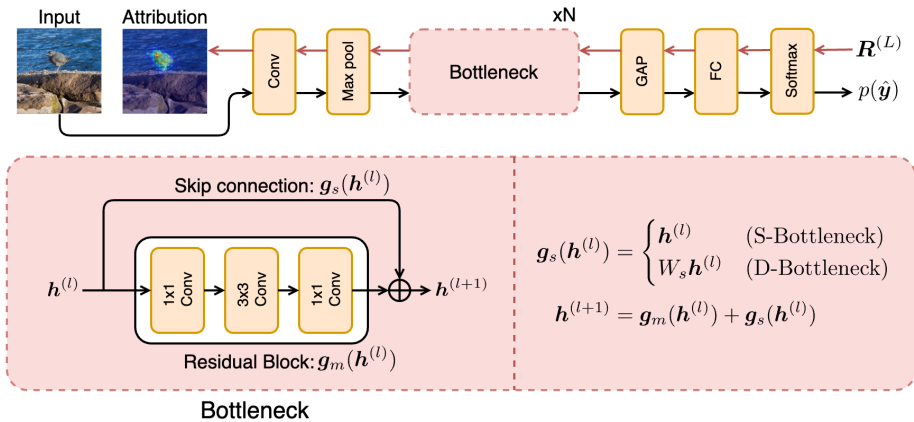 Input
Attribution
xN
Conv
Max pool
Bottleneck
GAP
FC
Softmax
R^{(L)}
p(ŷ)
Skip connection: g_s(h^{(l)})
h^{(l)}
1x1 Conv
3x3 Conv
1x1 Conv
h^{(l+1)}
Residual Block: g_m(h^{(l)})
g_s(h^{(l)}) = { h^{(l)} (S-Bottleneck)
W_s h^{(l)} (D-Bottleneck)
h^{(l+1)} = g_m(h^{(l)}) + g_s(h^{(l)})
Bottleneck